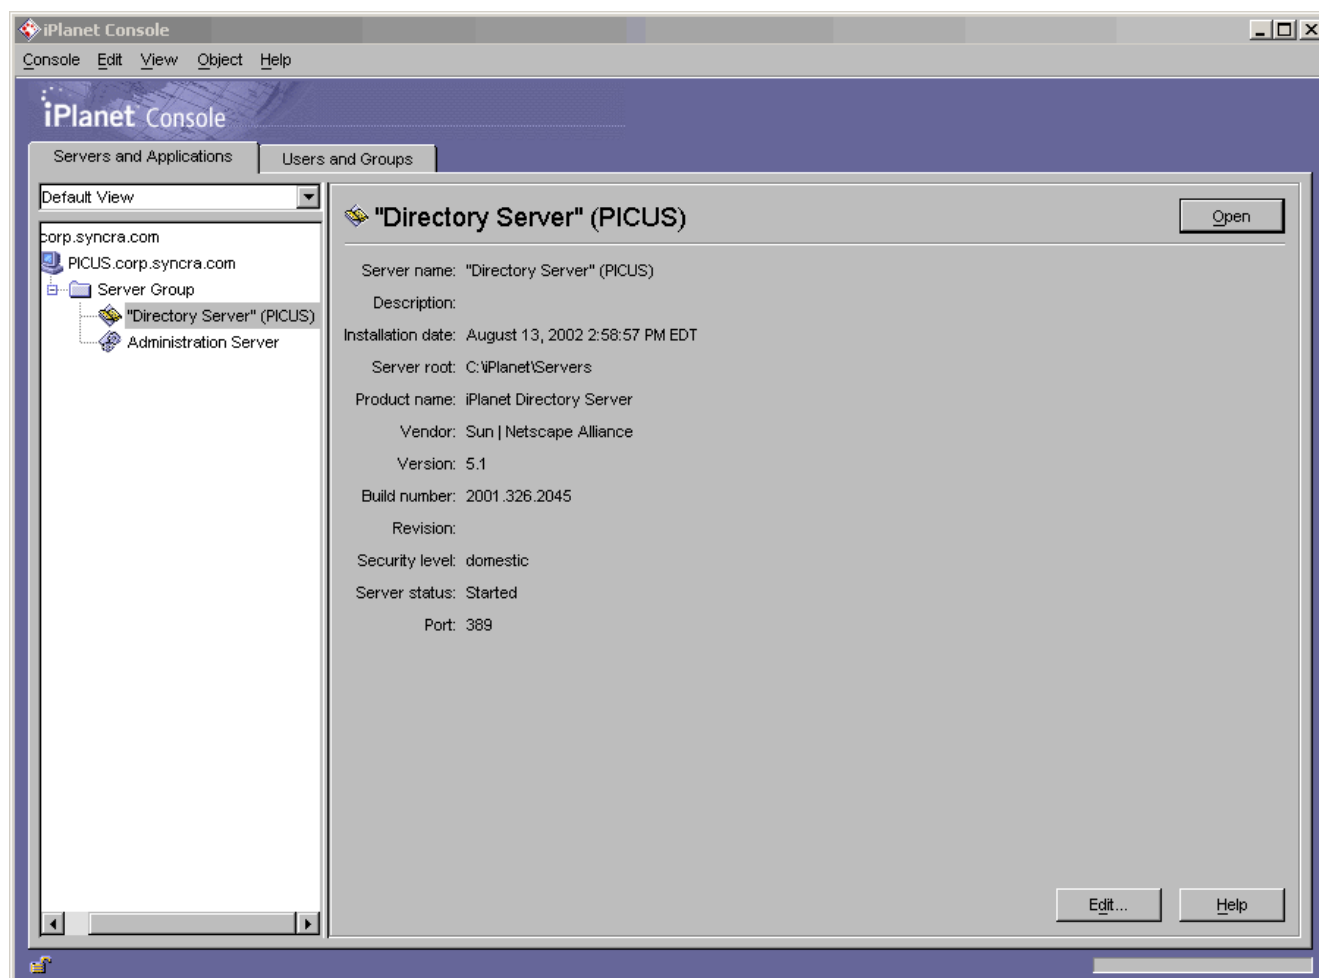 iPlanet Console
Console Edit View Object Help
iPlanet Console
Servers and Applications
Users and Groups
Default View
corp.syncra.com
PICUS.corp.syncra.com
Server Group
"Directory Server" (PICUS)
Administration Server
"Directory Server" (PICUS)
Open
Server name: "Directory Server" (PICUS)
Description:
Installation date: August 13, 2002 2:58:57 PM EDT
Server root: C:\iPlanet\Servers
Product name: iPlanet Directory Server
Vendor: Sun | Netscape Alliance
Version: 5.1
Build number: 2001.326.2045
Revision:
Security level: domestic
Server status: Started
Port: 389
Edit...
Help